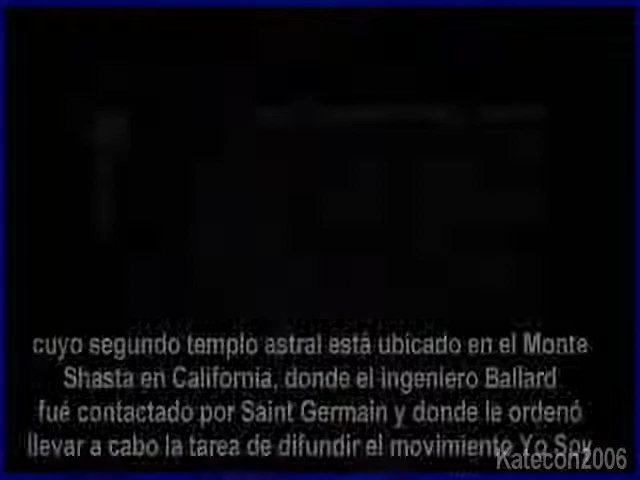 cuyo segundo templo astral está ubicado en el Monte
Shasta en California, donde el ingeniero Ballard
fué contactado por Saint Germain y donde le ordenó
llevar a cabo la tarea de difundir el movimiento Yo Soy
Katecon2006